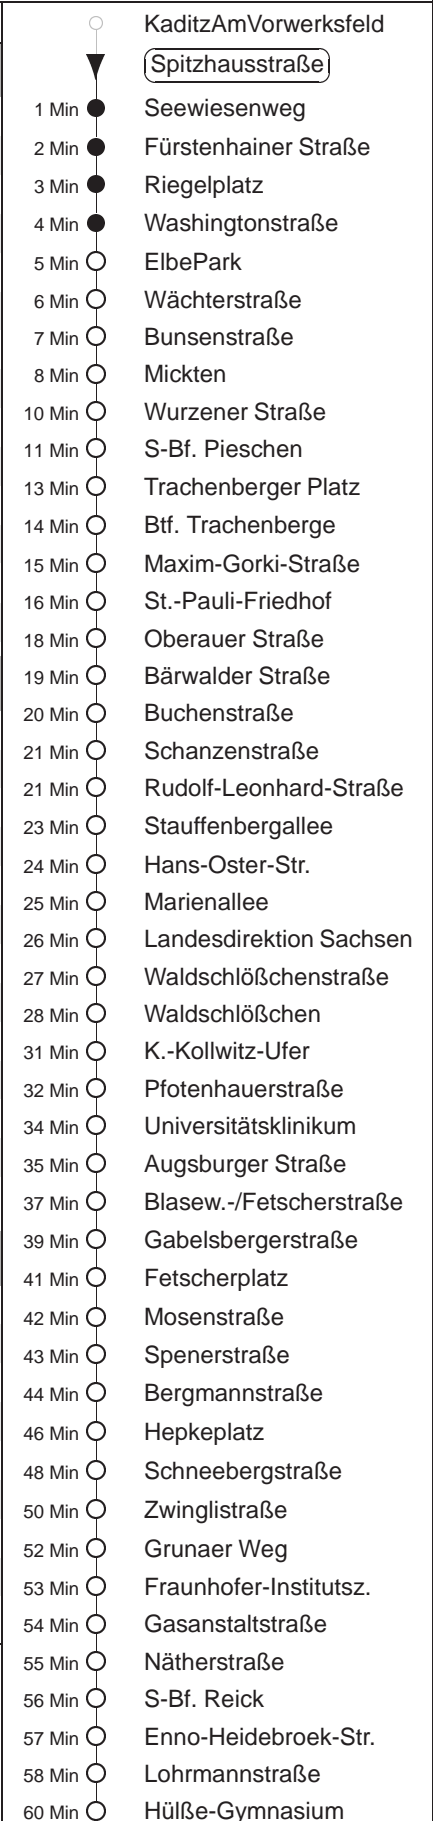 KaditzAmVorwerksfeld
Spitzhausstraße
1 Min Seewiesenweg
2 Min Fürstenhainer Straße
3 Min Riegelplatz
4 Min Washingtonstraße
5 Min ElbePark
6 Min Wächterstraße
7 Min Bunsenstraße
8 Min Mickten
10 Min Wurzener Straße
11 Min S-Bf. Pieschen
13 Min Trachenberger Platz
14 Min Btf. Trachenberge
15 Min Maxim-Gorki-Straße
16 Min St.-Pauli-Friedhof
18 Min Oberauer Straße
19 Min Bärwalder Straße
20 Min Buchenstraße
21 Min Schanzenstraße
21 Min Rudolf-Leonhard-Straße
23 Min Stauffenbergallee
24 Min Hans-Oster-Str.
25 Min Marienallee
26 Min Landesdirektion Sachsen
27 Min Waldschlößchenstraße
28 Min Waldschlößchen
31 Min K.-Kollwitz-Ufer
32 Min Pfotenhauerstraße
34 Min Universitätsklinikum
35 Min Augsburger Straße
37 Min Blasew.-/Fetscherstraße
39 Min Gabelsbergerstraße
41 Min Fetscherplatz
42 Min Mosenstraße
43 Min Spenerstraße
44 Min Bergmannstraße
46 Min Hepkeplatz
48 Min Schneebergstraße
50 Min Zwinglistraße
52 Min Grunaer Weg
53 Min Fraunhofer-Institutsz.
54 Min Gasanstaltstraße
55 Min Nätherstraße
56 Min S-Bf. Reick
57 Min Enno-Heidebroek-Str.
58 Min Lohrmannstraße
60 Min Hülße-Gymnasium